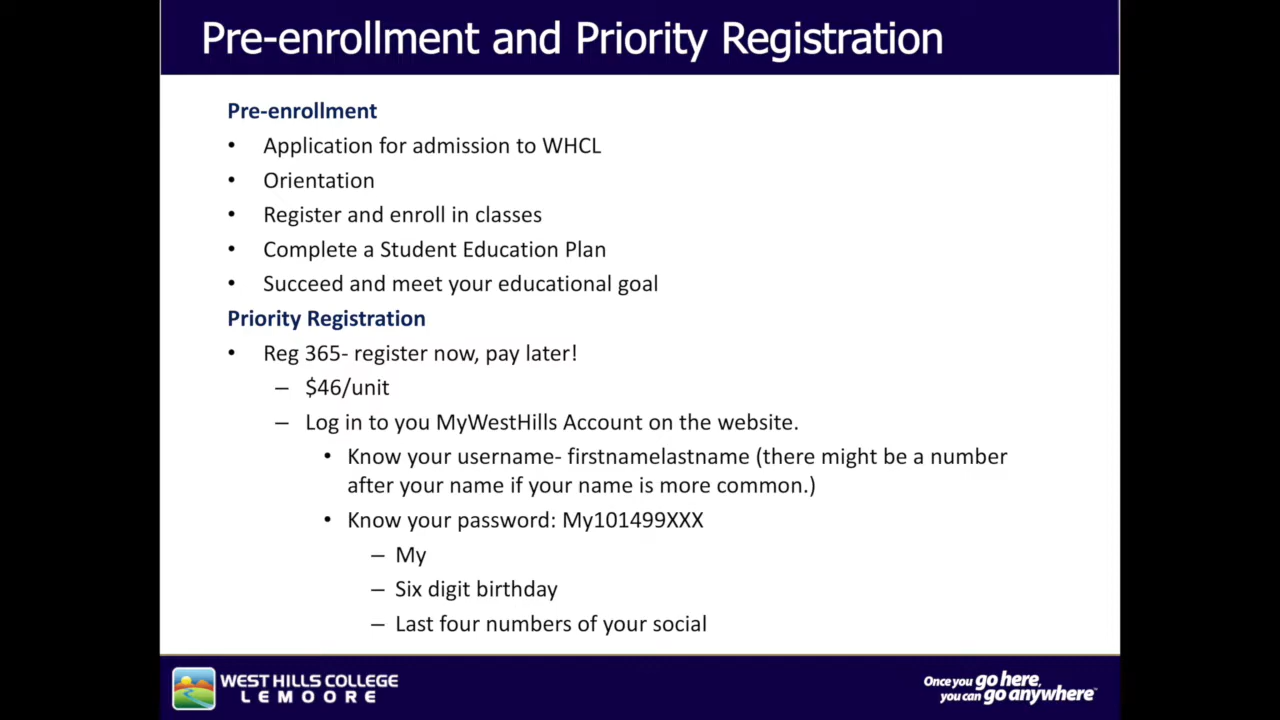 Pre-enrollment and Priority Registration
Pre-enrollment
• Application for admission to WHCL
• Orientation
• Register and enroll in classes
• Complete a Student Education Plan
• Succeed and meet your educational goal
Priority Registration
• Reg 365- register now, pay later!
– $46/unit
– Log in to you MyWestHills Account on the website.
• Know your username- firstnamelastname (there might be a number
after your name if your name is more common.)
• Know your password: My101499XXX
– My
– Six digit birthday
– Last four numbers of your social
WEST HILLS COLLEGE
LEMOORE
Once you go here,
you can go anywhere™